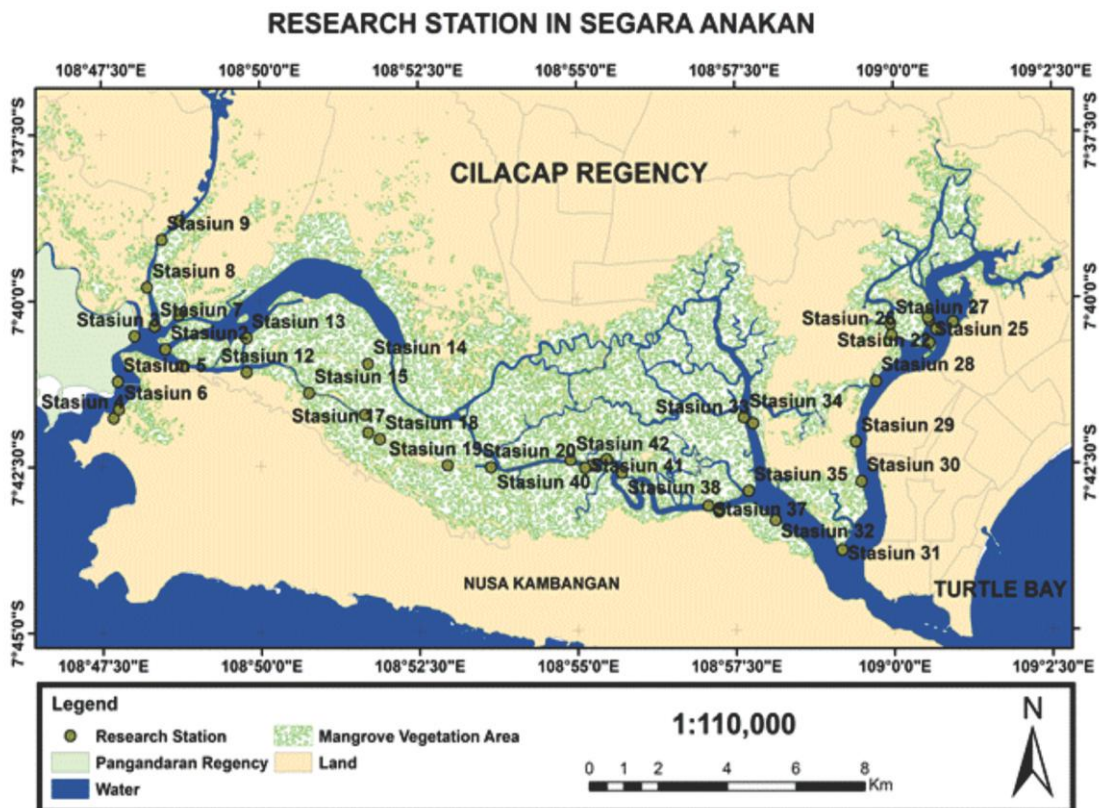 RESEARCH STATION IN SEGARA ANAKAN
108°47'30"E 108°50'0"E 108°52'30"E 108°55'0"E 108°57'30"E 109°0'0"E 109°2'30"E
7°37'30"S
7°37'30"S
CILACAP REGENCY
Stasiun 9
Stasiun 8
7°40'0"S
7°40'0"S
Stasiun 7
Stasiun
Stasiun 13
Stasiun 27
Stasiun
Stasiun 25
Stasiun2
Stasiun 12
Stasiun 14
Stasiun 5
Stasiun 15
Stasiun 28
Stasiun 6
Stasiun 4
Stasiun 17
Stasiun 18
Stasiun 33
Stasiun 34
Stasiun 29
Stasiun 19
Stasiun 20
Stasiun 42
Stasiun 41
Stasiun 30
7°42'30"S
7°42'30"S
Stasiun 40
Stasiun 38
Stasiun 35
Stasiun 37
Stasiun 32
Stasiun 31
NUSA KAMBANGAN
TURTLE BAY
7°45'0"S
108°47'30"E 108°50'0"E 108°52'30"E 108°55'0"E 108°57'30"E 109°0'0"E 109°2'30"E
Legend
Research Station
Mangrove Vegetation Area
Pangandaran Regency
Land
Water
1:110,000
0 1 2 4 6 8
Km
N